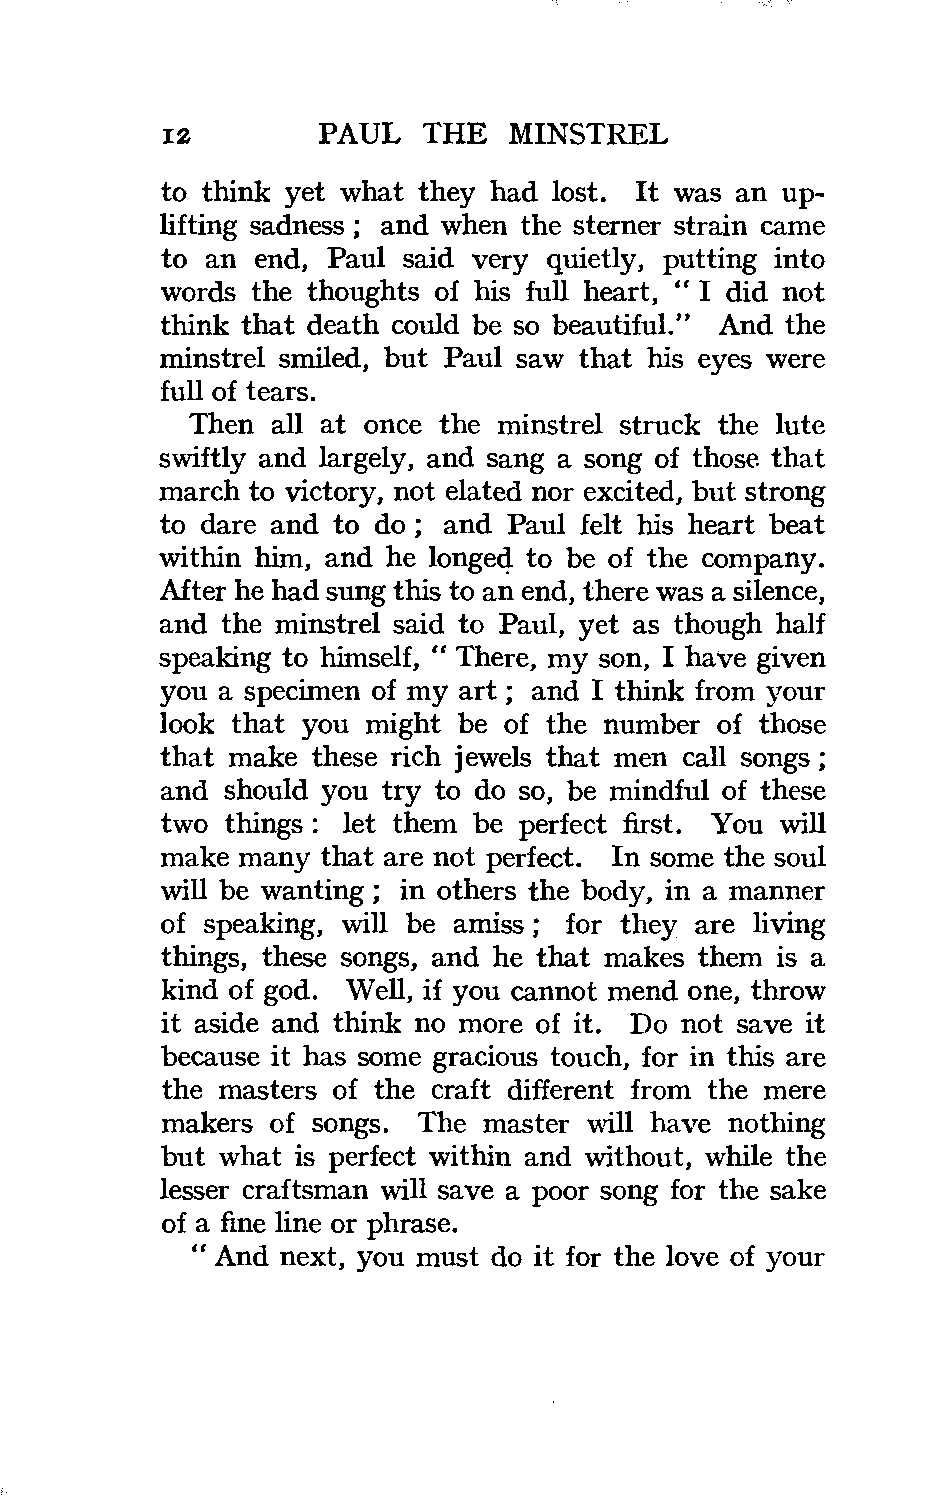 12 PAUL THE MINSTREL
to think yet what they had lost. It was an up-
lifting sadness ; and when the sterner strain came
to an end, Paul said very quietly, putting into
words the thoughts of his full heart, “ I did not
think that death could be so beautiful.” And the
minstrel smiled, but Paul saw that his eyes were
full of tears.
Then all at once the minstrel struck the lute
swiftly and largely, and sang a song of those that
march to victory, not elated nor excited, but strong
to dare and to do ; and Paul felt his heart beat
within him, and he longed to be of the company.
After he had sung this to an end, there was a silence,
and the minstrel said to Paul, yet as though half
speaking to himself, “ There, my son, I have given
you a specimen of my art ; and I think from your
look that you might be of the number of those
that make these rich jewels that men call songs ;
and should you try to do so, be mindful of these
two things : let them be perfect first. You will
make many that are not perfect. In some the soul
will be wanting ; in others the body, in a manner
of speaking, will be amiss ; for they are living
things, these songs, and he that makes them is a
kind of god. Well, if you cannot mend one, throw
it aside and think no more of it. Do not save it
because it has some gracious touch, for in this are
the masters of the craft different from the mere
makers of songs. The master will have nothing
but what is perfect within and without, while the
lesser craftsman will save a poor song for the sake
of a fine line or phrase.
“ And next, you must do it for the love of your